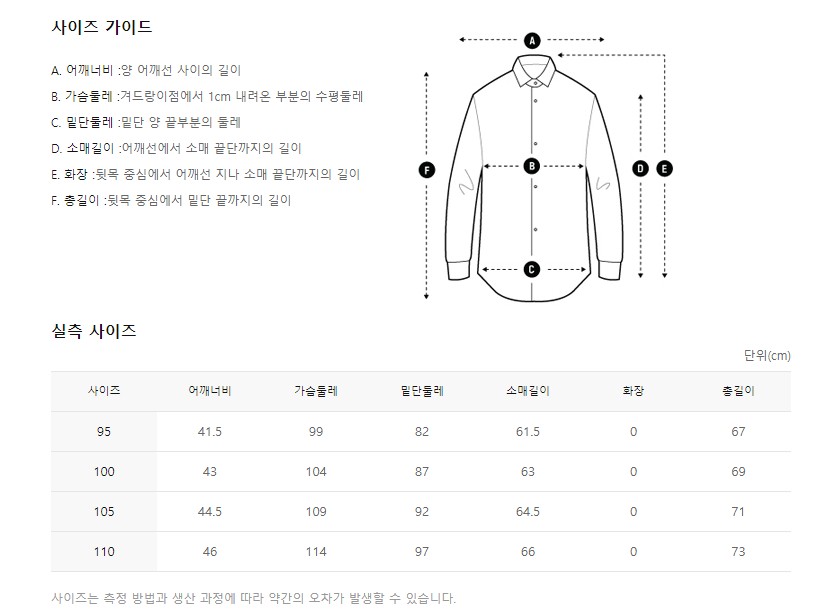 사이즈 가이드
A. 어깨너비 :양 어깨선 사이의 길이
B. 가슴둘레 :겨드랑이점에서 1cm 내려온 부분의 수평둘레
C. 밑단둘레 :밑단 양 끝부분의 둘레
D. 소매길이 :어깨선에서 소매 끝단까지의 길이
E. 화장 :뒷목 중심에서 어깨선 지나 소매 끝단까지의 길이
F. 총길이 :뒷목 중심에서 밑단 끝까지의 길이
A
F B D E
C
실측 사이즈
단위(cm)
사이즈 어깨너비 가슴둘레 밑단둘레 소매길이 화장 총길이
95 41.5 99 82 61.5 0 67
100 43 104 87 63 0 69
105 44.5 109 92 64.5 0 71
110 46 114 97 66 0 73
사이즈는 측정 방법과 생산 과정에 따라 약간의 오차가 발생할 수 있습니다.